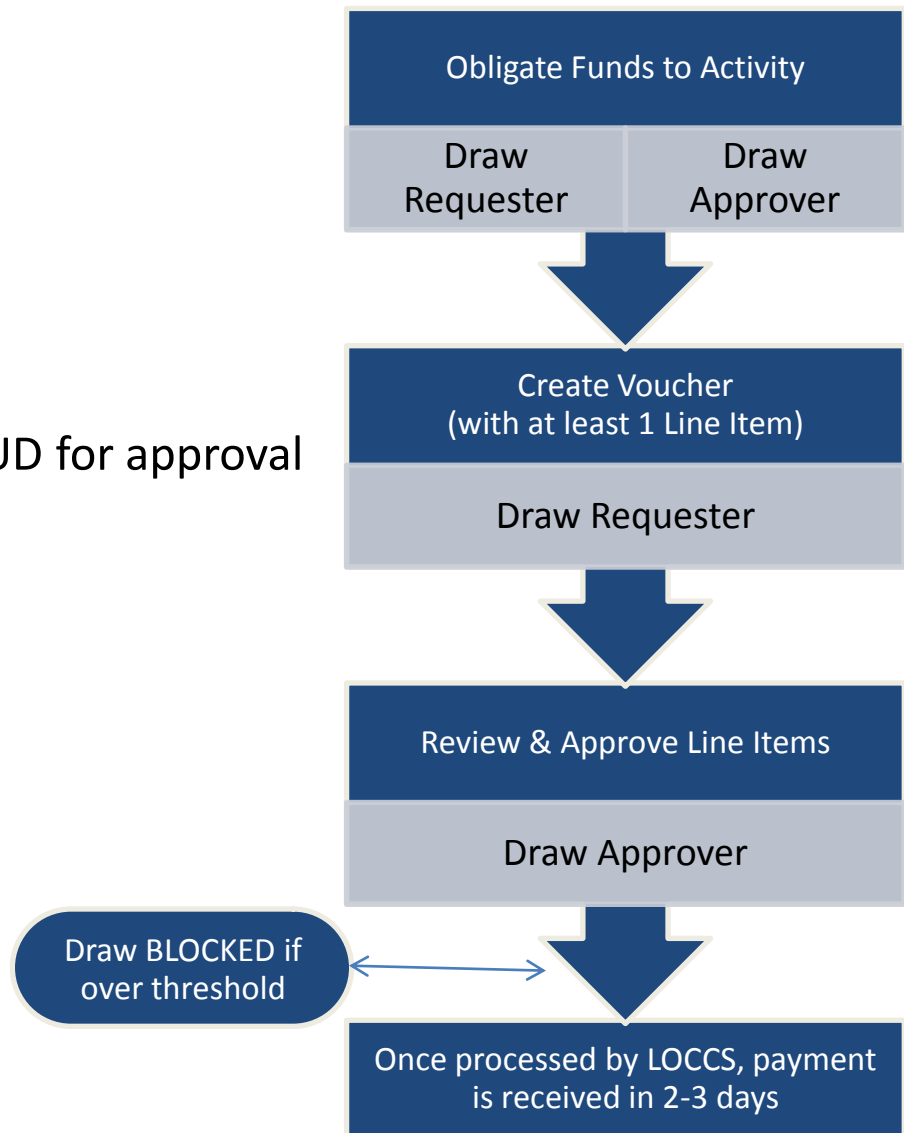 Obligate Funds to Activity
Draw
Requester
Draw
Approver
Create Voucher
(with at least 1 Line Item)
for approval
Draw Requester
Review & Approve Line Items
Draw Approver
Draw BLOCKED if
over threshold
Once processed by LOCCS, payment
is received in 2-3 days